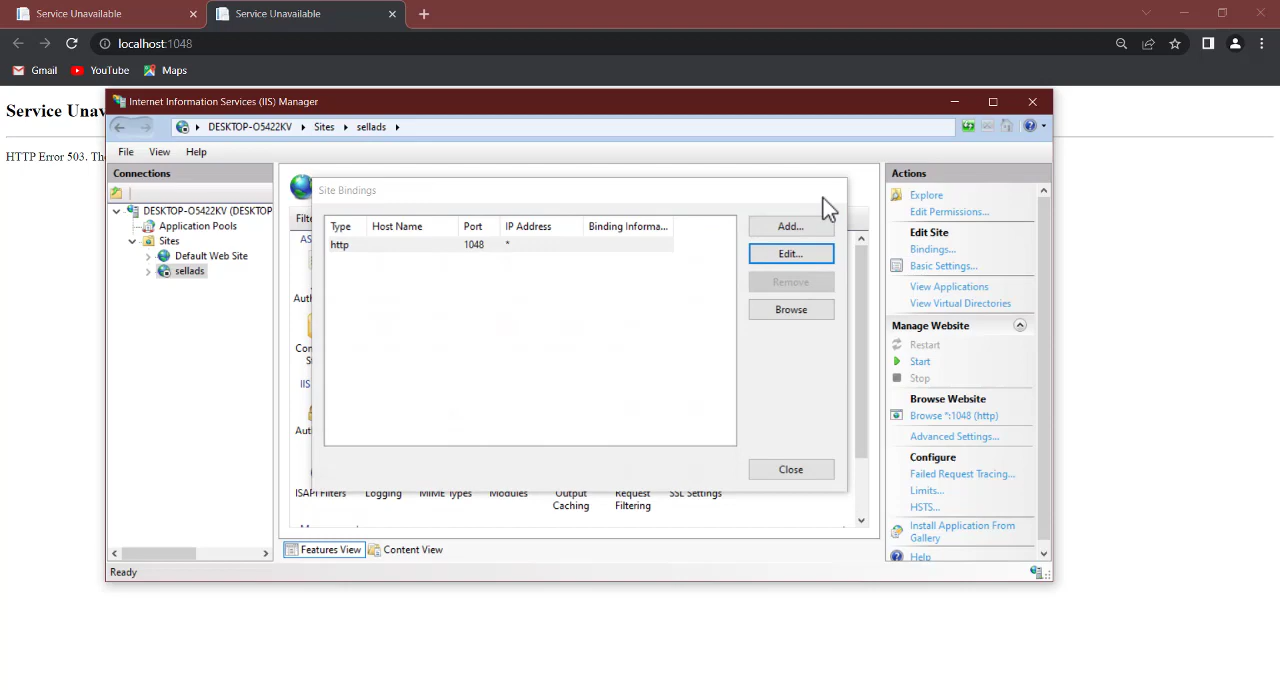 Service Unavailable
Service Unavailable
localhost:1048
Gmail
YouTube
Maps
Service
HTTP Error 503.
Internet Information Services (IIS) Manager
DESKTOP-O5422KV
Sites
sellads
File
View
Help
Connections
DESKTOP-O5422KV (DESKTOP
Application Pools
Sites
Default Web Site
sellads
Site Bindings
Type
Host Name
Port
IP Address
Binding Informa...
http
1048
*
Add...
Edit...
Remove
Browse
Close
ISAPI Filters
Logging
MIME Types
Modules
Output
Caching
Request
Filtering
SSL Settings
Features View
Content View
Actions
Explore
Edit Permissions...
Edit Site
Bindings...
Basic Settings...
View Applications
View Virtual Directories
Manage Website
Restart
Start
Stop
Browse Website
Browse *:1048 (http)
Advanced Settings...
Configure
Failed Request Tracing...
Limits...
HSTS...
Install Application From
Gallery
Help
Ready